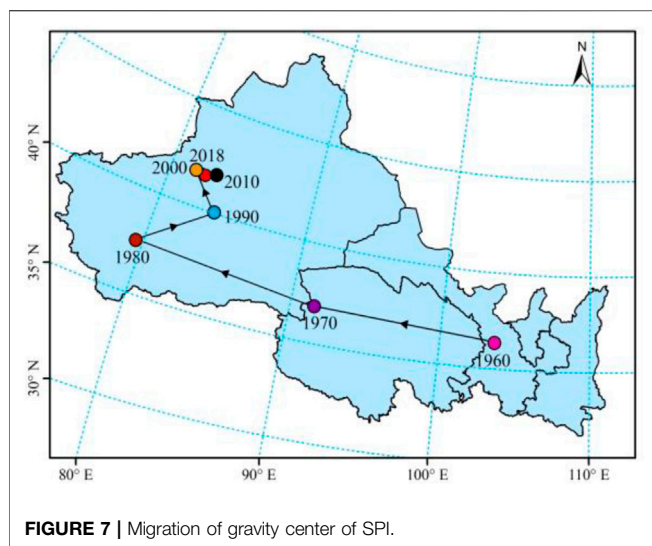 N
40° N
35° N
30° N
2018
2000
2010
1990
1980
1970
1960
80° E
90° E
100° E
110° E
FIGURE 7 | Migration of gravity center of SPI.